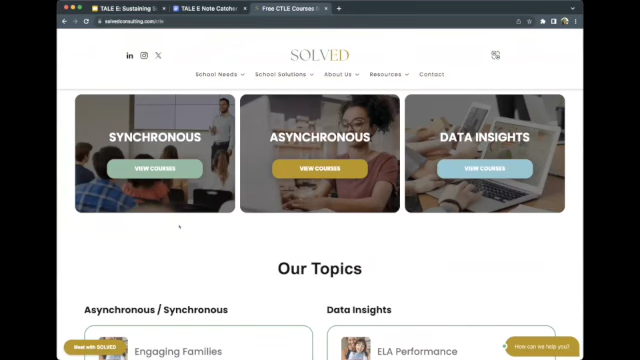 TALE E: Sustaining
TALE E Note Catcher
Free CTLE Courses
solvedconsulting.com/ctle
in
SOLVED
School Needs
School Solutions
About Us
Resources
Contact
SYNCHRONOUS
ASYNCHRONOUS
DATA INSIGHTS
VIEW COURSES
VIEW COURSES
VIEW COURSES
Our Topics
Asynchronous / Synchronous
Data Insights
Engaging Families
ELA Performance
Meet with SOLVED
How can we help you?